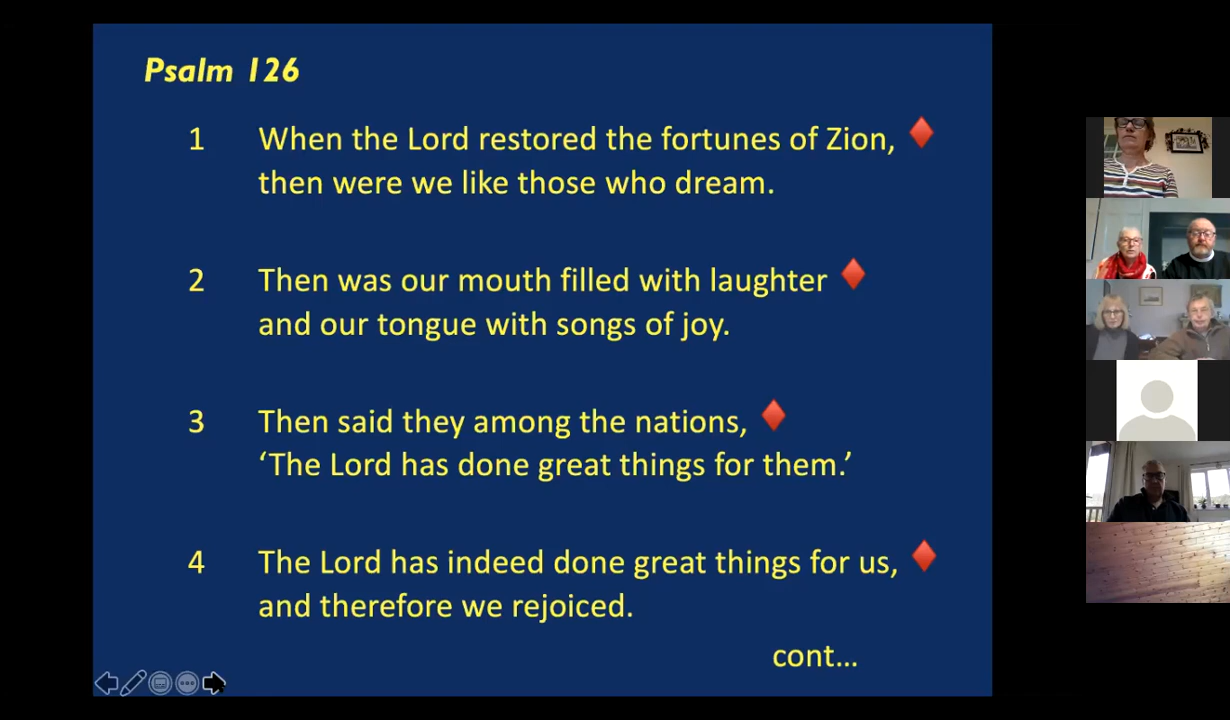 Psalm 126
1 When the Lord restored the fortunes of Zion, ♦
then were we like those who dream.
2 Then was our mouth filled with laughter ♦
and our tongue with songs of joy.
3 Then said they among the nations, ♦
‘The Lord has done great things for them.’
4 The Lord has indeed done great things for us, ♦
and therefore we rejoiced.
cont...